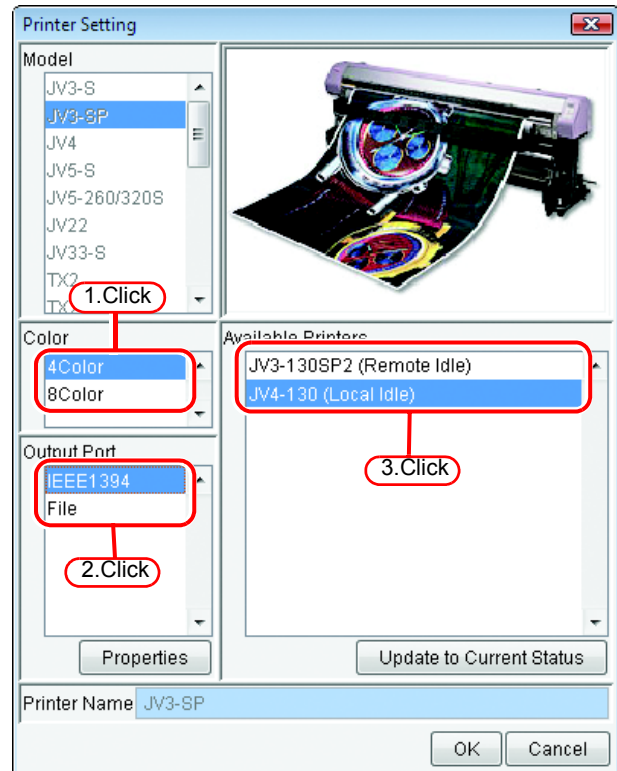 Printer Setting
Model
JV3-S
JV3-SP
JV4
JV5-S
JV5-260/320S
JV22
JV33-S
TX2
TX
1.Click
Color
4Color
8Color
Available Printers
JV3-130SP2 (Remote Idle)
JV4-130 (Local Idle)
3.Click
Output Port
IEEE1394
File
2.Click
Properties
Update to Current Status
Printer Name JV3-SP
OK Cancel